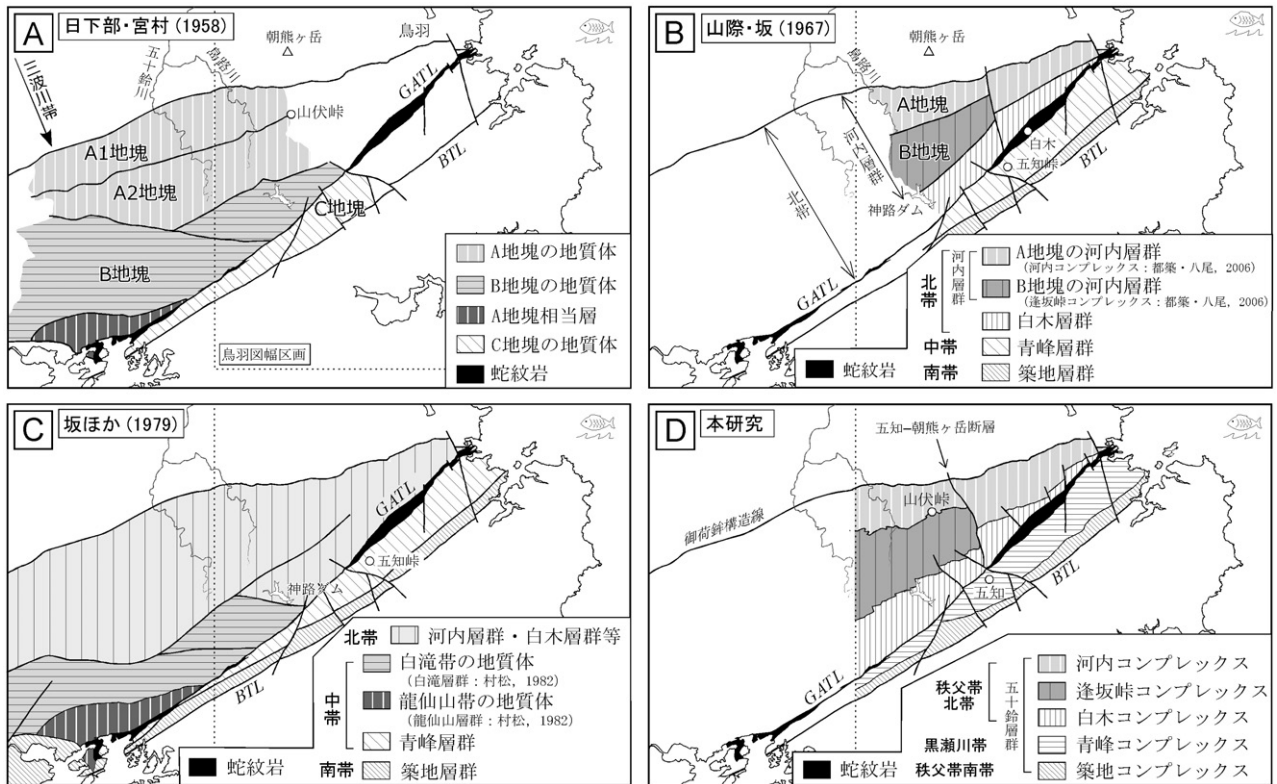 A
日下部・宮村 (1958)
朝熊ヶ岳
鳥羽
五十鈴川
島路川
三波川帯
山伏峠
GATL
BTL
A1地塊
A2地塊
B地塊
C地塊
鳥羽図幅区画
A地塊の地質体
B地塊の地質体
A地塊相当層
C地塊の地質体
蛇紋岩
B
山際・坂 (1967)
朝熊ヶ岳
島路川
A地塊
B地塊
河内層群
北帯
神路ダム
白木
五知峠
BTL
GATL
北帯
河内層群
A地塊の河内層群
(河内コンプレックス：都築・八尾, 2006)
B地塊の河内層群
(逢坂峠コンプレックス：都築・八尾, 2006)
白木層群
中帯
青峰層群
南帯
築地層群
蛇紋岩
C
坂ほか (1979)
GATL
五知峠
神路ダム
BTL
北帯
河内層群・白木層群等
中帯
白滝帯の地質体
(白滝層群：村松, 1982)
龍仙山帯の地質体
(龍仙山層群：村松, 1982)
青峰層群
南帯
築地層群
蛇紋岩
D
本研究
五知−朝熊ヶ岳断層
山伏峠
御荷鉾構造線
五知
BTL
GATL
秩父帯
北帯
五十鈴層群
河内コンプレックス
逢坂峠コンプレックス
白木コンプレックス
黒瀬川帯
青峰コンプレックス
秩父帯南帯
築地コンプレックス
蛇紋岩